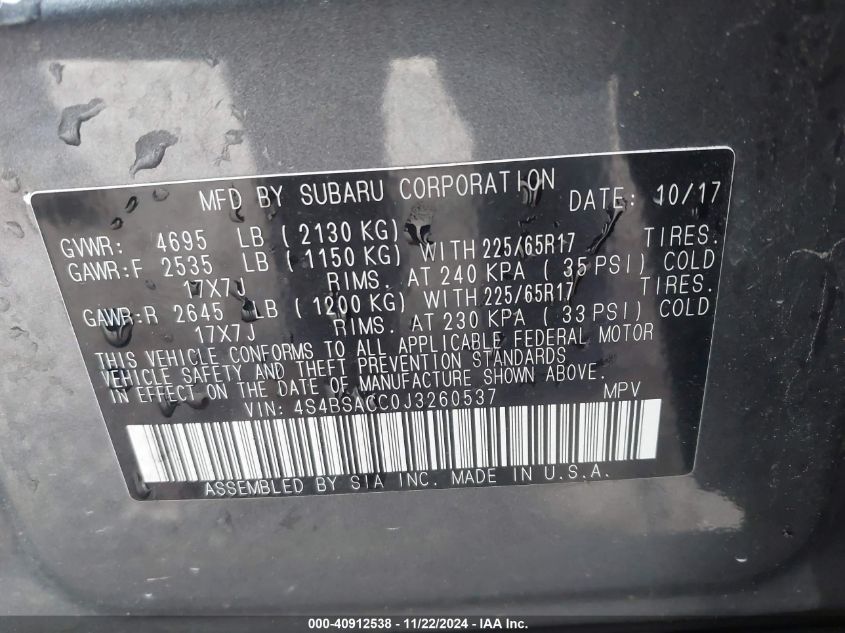 MFD BY SUBARU CORPORATION DATE: 10/17
GVWR: 4695 LB ( 2130 KG)
GAWR:F 2535 LB ( 1150 KG) WITH 225/65R17 TIRES.
17X7J RIMS. AT 240 KPA ( 35 PSI) COLD
GAWR:R 2645 LB ( 1200 KG) WITH 225/65R17 TIRES.
17X7J RIMS. AT 230 KPA ( 33 PSI) COLD
THIS VEHICLE CONFORMS TO ALL APPLICABLE FEDERAL MOTOR
VEHICLE SAFETY AND THEFT PREVENTION STANDARDS
IN EFFECT ON THE DATE OF MANUFACTURE SHOWN ABOVE.
VIN: 4S4BSACC0J3260537 MPV
ASSEMBLED BY SIA INC. MADE IN U.S.A.
000-40912538 - 11/22/2024 - IAA Inc.